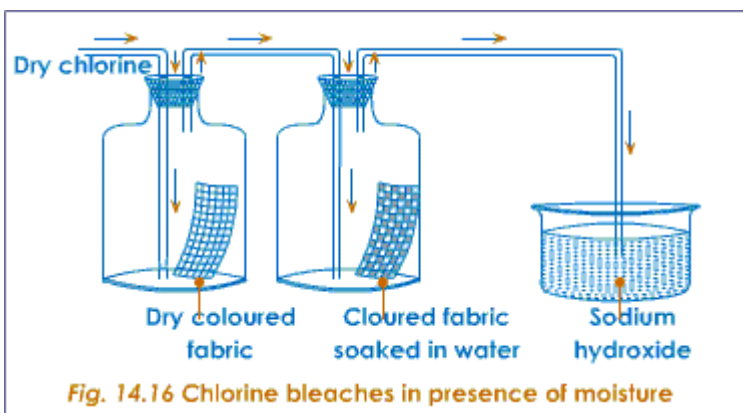 Dry chlorine
Dry coloured
fabric
Cloured fabric
soaked in water
Sodium
hydroxide
Fig. 14.16 Chlorine bleaches in presence of moisture